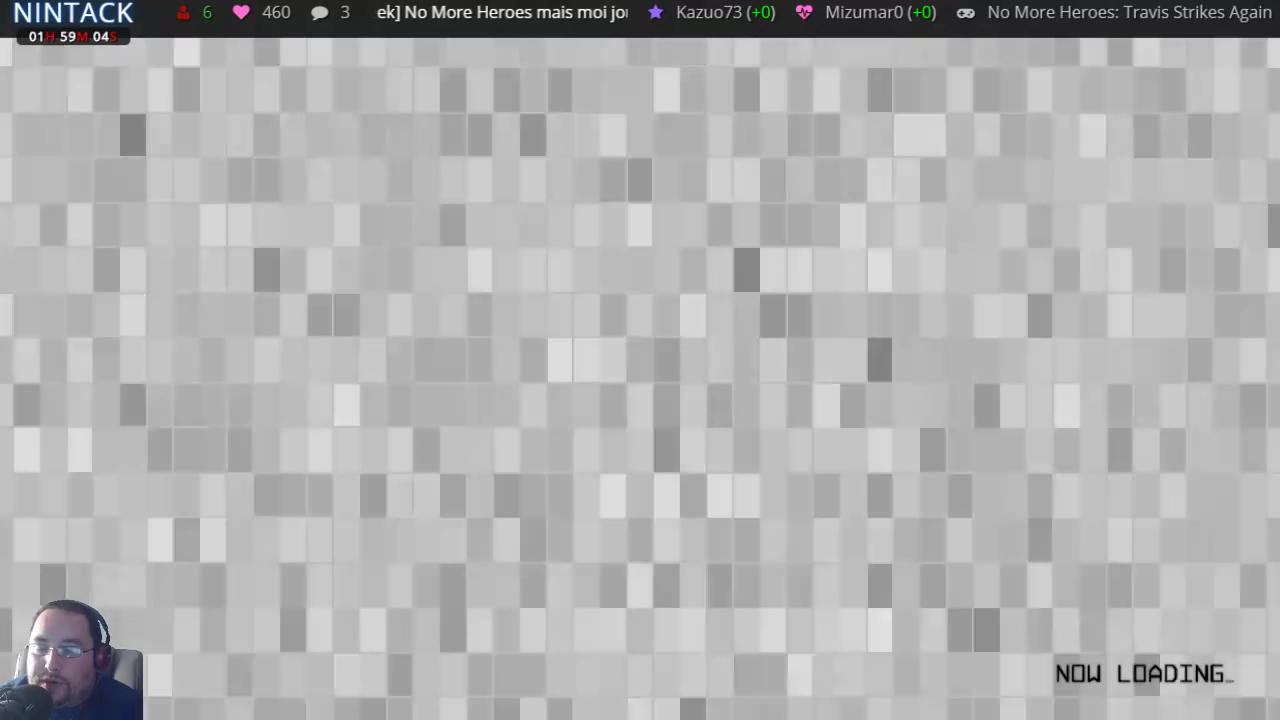 NINTACK 6 460 3 ek] No More Heroes mais moi jo Kazuo73 (+0) Mizumar0 (+0) No More Heroes: Travis Strikes Again
01H 59M 04S
NOW LOADING_